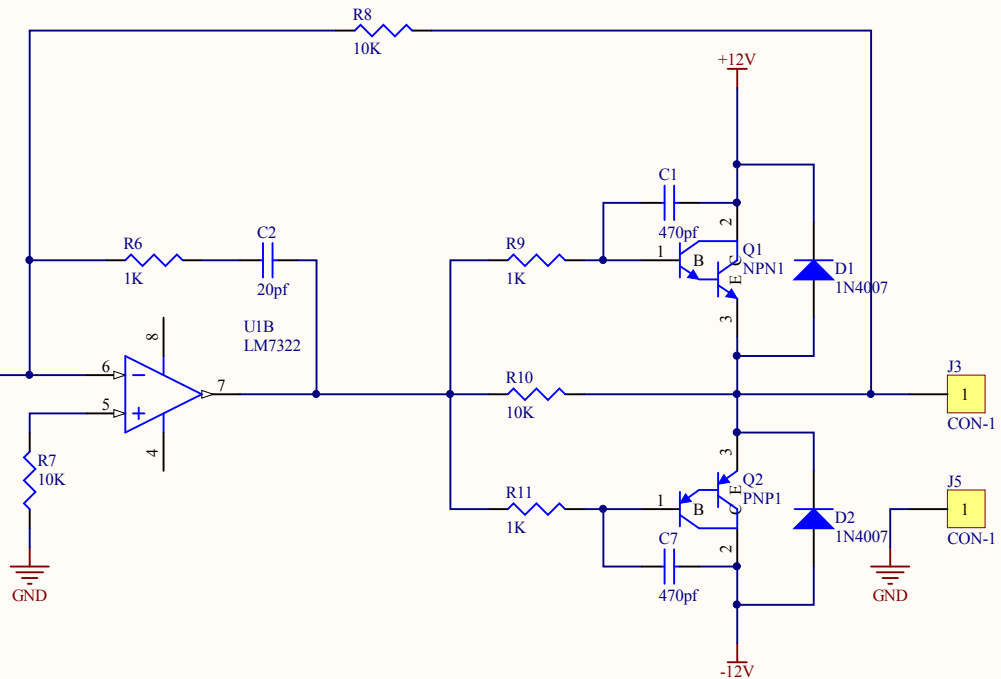 R8
10K
+12V
C1
470pf
2
R6
1K
C2
20pf
R9
1K
1
B
C
E
Q1
NPN1
3
D1
1N4007
U1B
LM7322
8
6
5
7
4
R7
10K
GND
R10
10K
J3
1
CON-1
R11
1K
3
1
B
E
C
Q2
PNP1
2
D2
1N4007
C7
470pf
J5
1
CON-1
GND
-12V